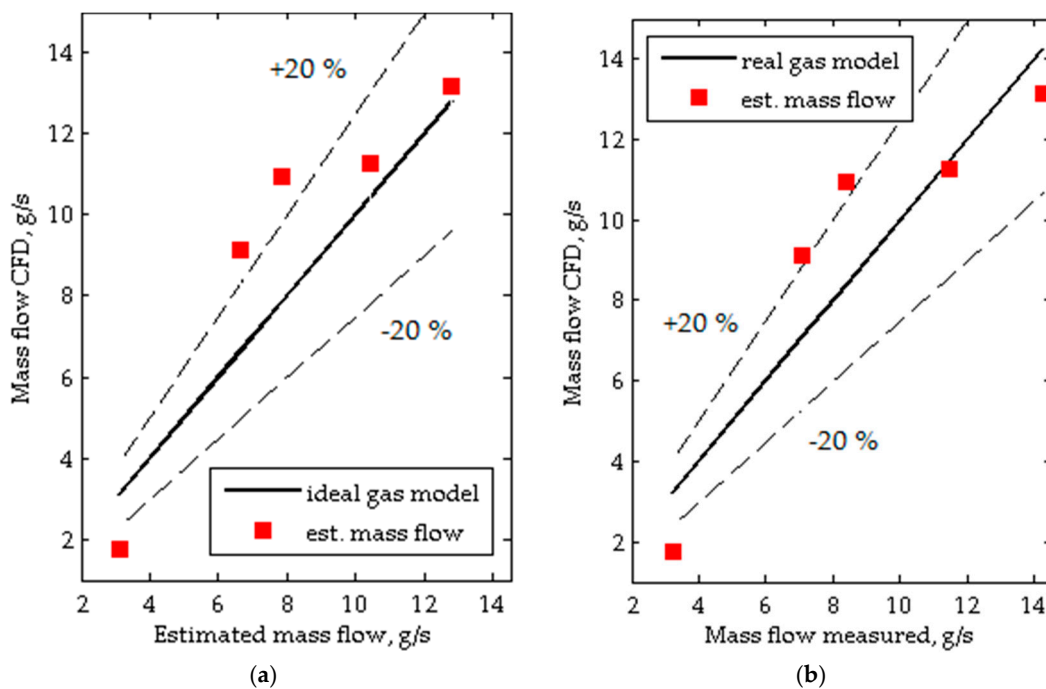 +20 %
-20 %
ideal gas model
est. mass flow
14
12
10
8
6
4
2
2 4 6 8 10 12 14
Mass flow CFD, g/s
Estimated mass flow, g/s
(a)
real gas model
est. mass flow
+20 %
-20 %
14
12
10
8
6
4
2
2 4 6 8 10 12 14
Mass flow CFD, g/s
Mass flow measured, g/s
(b)